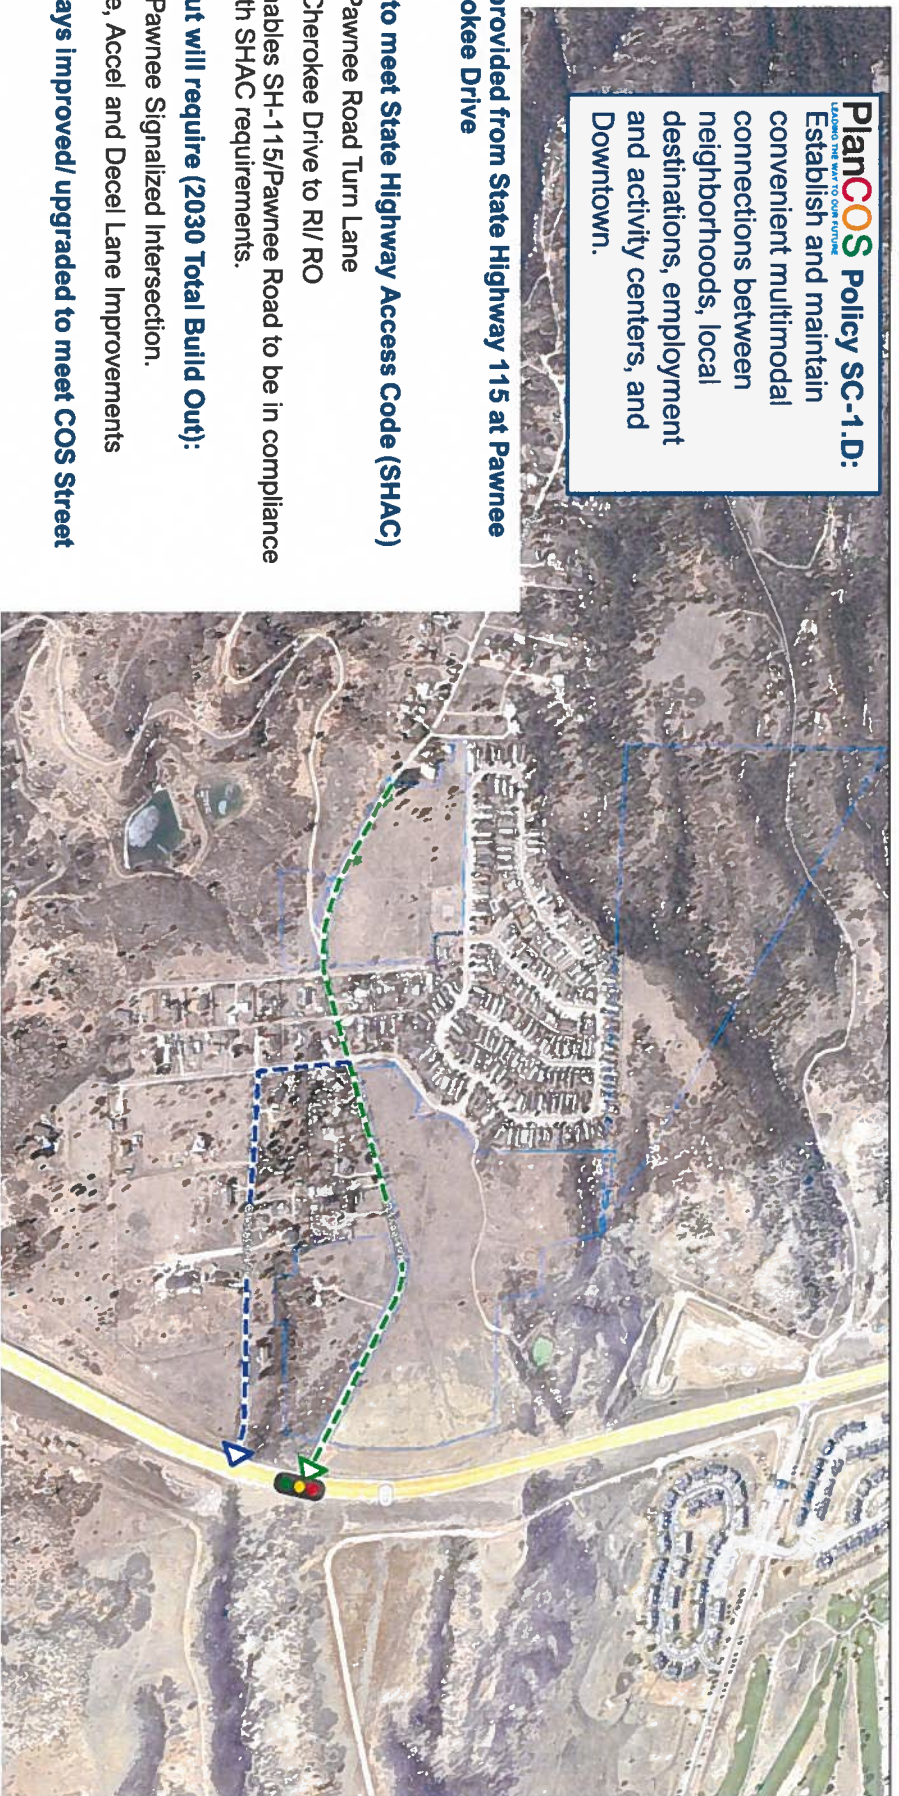 PlanCOS Policy SC-1.D:
LEADING THE WAY TO OUR FUTURE
Establish and maintain
convenient multimodal
connections between
neighborhoods, local
destinations, employment
and activity centers, and
Downtown.
provided from State Highway 115 at Pawnee
okee Drive
to meet State Highway Access Code (SHAC)
Pawnee Road Turn Lane
Cherokee Drive to RI/ RO
nables SH-115/Pawnee Road to be in compliance
th SHAC requirements.
ut will require (2030 Total Build Out):
Pawnee Signalized Intersection.
e, Accel and Decel Lane Improvements
ays improved/ upgraded to meet COS Street